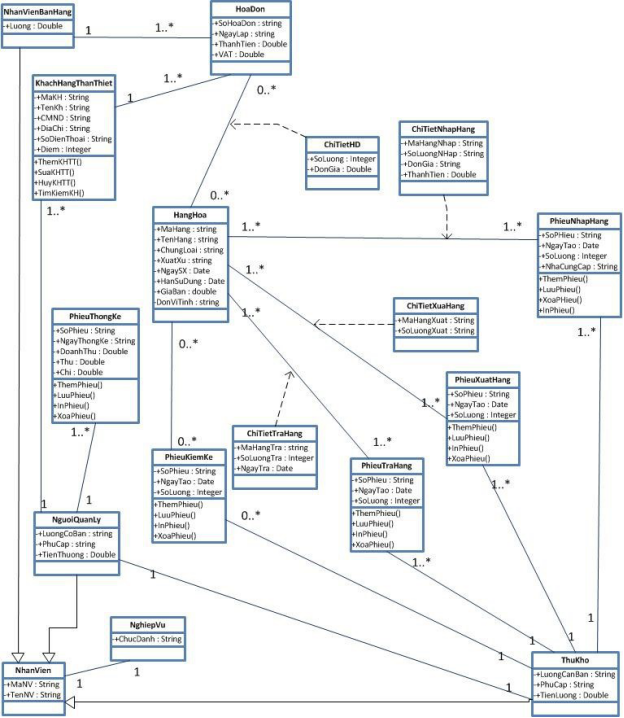 NhanVienBanHang
+Luong : Double
1
1..*
HoaDon
+SoHoaDon : string
+NgayLap : string
+ThanhTien : Double
+VAT : Double
1..*
0..*
KhachHangThanThiet
+MaKH : String
+TenKh : String
+CMND : String
+DiaChi : String
+SoDienThoai : String
+Diem : Integer
+ThemKHTT()
+SuaKHTT()
+HuyKHTT()
+TimKiemKH()
1
1..*
ChiTietHD
+SoLuong : Integer
+DonGia : Double
ChiTietNhapHang
+MaHangNhap : String
+SoLuongNHap : String
+DonGia : String
+ThanhTien : Double
0..*
HangHoa
+MaHang : string
+TenHang : string
+ChungLoai : string
+XuatXu : string
+NgaySX : Date
+HanSuDung : Date
+GiaBan : double
DonViTinh : string
1..*
1..*
PhieuNhapHang
+SoPHieu : String
+NgayTao : Date
+SoLuong : Integer
+NhaCungCap : String
+ThemPhieu()
+LuuPhieu()
+XoaPHieu()
+InPhieu()
1..*
1..*
1..*
0..*
ChiTietXuaHang
+MaHangXuat : String
+SoLuongXuat : String
PhieuThongKe
+SoPhieu : String
+NgayThongKe : String
+DoanhThu : Double
+Thu : Double
+Chi : Double
+ThemPhieu()
+LuuPhieu()
+InPhieu()
+XoaPhieu()
1..*
PhieuXuatHang
+SoPhieu : String
+NgayTao : Date
+SoLuong : Integer
+ThemPhieu()
+LuuPhieu()
+InPhieu()
+XoaPhieu()
1..*
1..*
ChiTietTraHang
+MaHangTra : string
+SoLuongTra : Integer
+NgayTra : Date
0..*
PhieuKiemKe
+SoPhieu : String
+NgayTao : Date
+SoLuong : Integer
+ThemPhieu()
+LuuPhieu()
+InPhieu()
+XoaPhieu()
0..*
1..*
PhieuTraHang
+SoPhieu : String
+NgayTao : Date
+SoLuong : Integer
+ThemPhieu()
+LuuPhieu()
+InPhieu()
+XoaPhieu()
1..*
1
1
NguoiQuanLy
+LuongCoBan : string
+PhuCap : string
+TienThuong : Double
1
NghiepVu
+ChucDanh : String
1
NhanVien
+MaNV : String
+TenNV : String
1
1
1
1
1
1
ThuKho
+LuongCanBan : String
+PhuCap : String
+TienLuong : Double